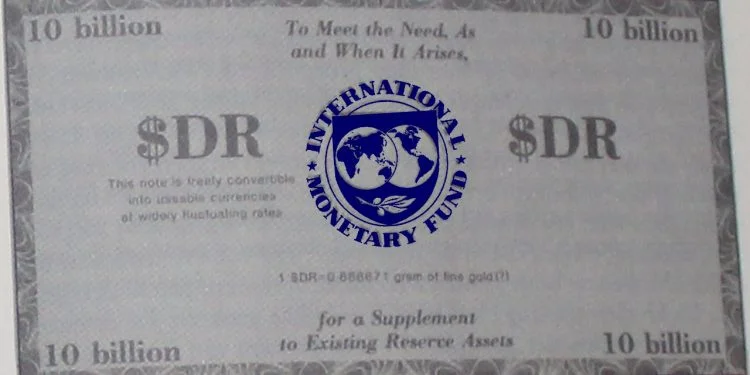 10 billion
To Meet the Need, As
and When It Arises,
10 billion
$DR
INTERNATIONAL
MONETARY FUND
$DR
This note is freely convertible
into useable currencies
at widely fluctuating rates
1 $DR=0.888671 gram of fine gold(?)
for a Supplement
to Existing Reserve Assets
10 billion
10 billion